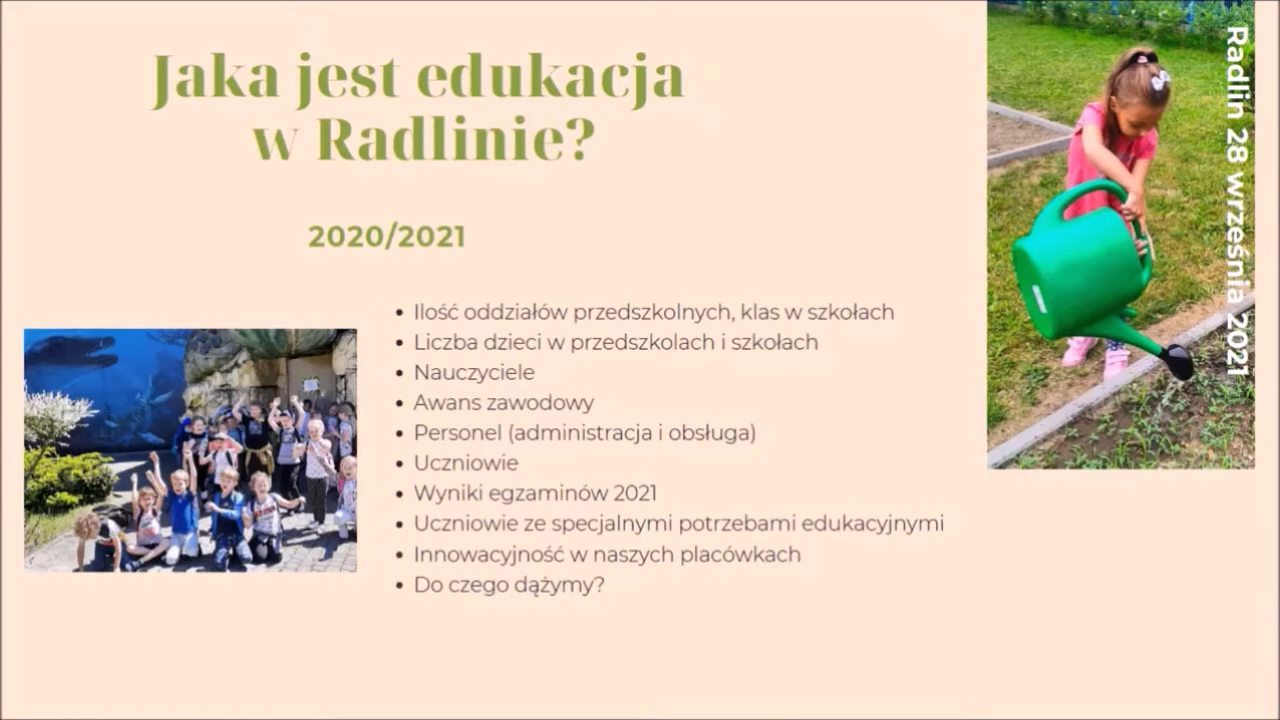 Jaka jest edukacja
w Radlinie?
2020/2021
• Ilość oddziałów przedszkolnych, klas w szkołach
• Liczba dzieci w przedszkolach i szkołach
• Nauczyciele
• Awans zawodowy
• Personel (administracja i obsługa)
• Uczniowie
• Wyniki egzaminów 2021
• Uczniowie ze specjalnymi potrzebami edukacyjnymi
• Innowacyjność w naszych placówkach
• Do czego dążymy?
Radlin 28 września 2021